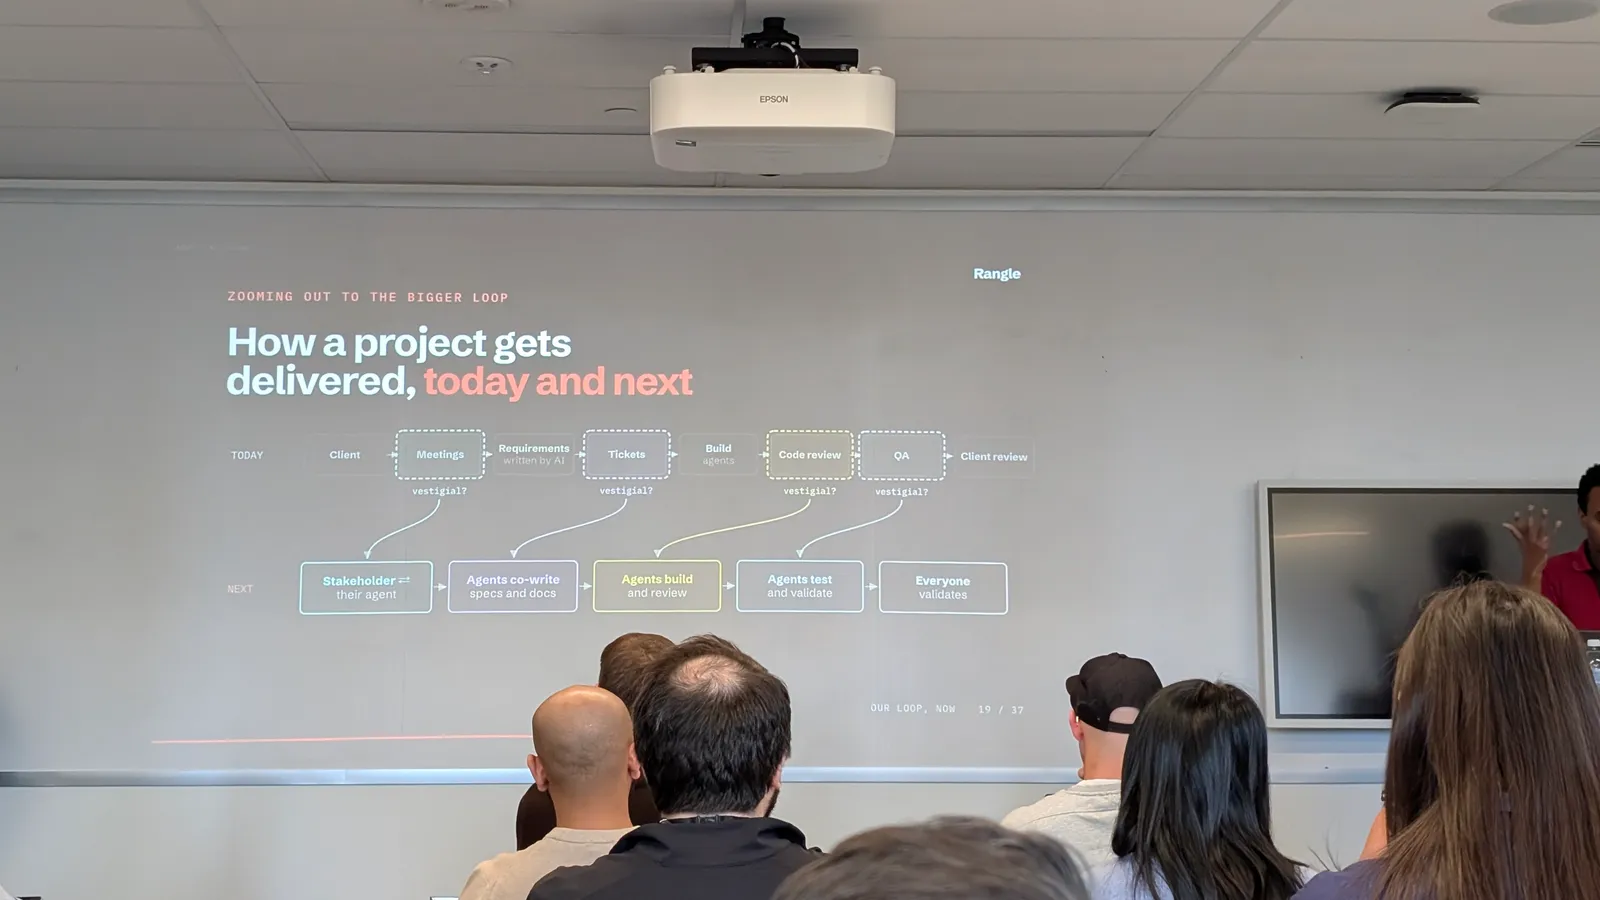 EPSON
Rangle
ZOOMING OUT TO THE BIGGER LOOP
How a project gets
delivered, today and next
TODAY
Client
Meetings
Requirements
written by AI
Tickets
Build
agents
Code review
QA
Client review
vestigial?
vestigial?
vestigial?
vestigial?
NEXT
Stakeholder ⇌
their agent
Agents co-write
specs and docs
Agents build
and review
Agents test
and validate
Everyone
validates
OUR LOOP, NOW 19 / 37